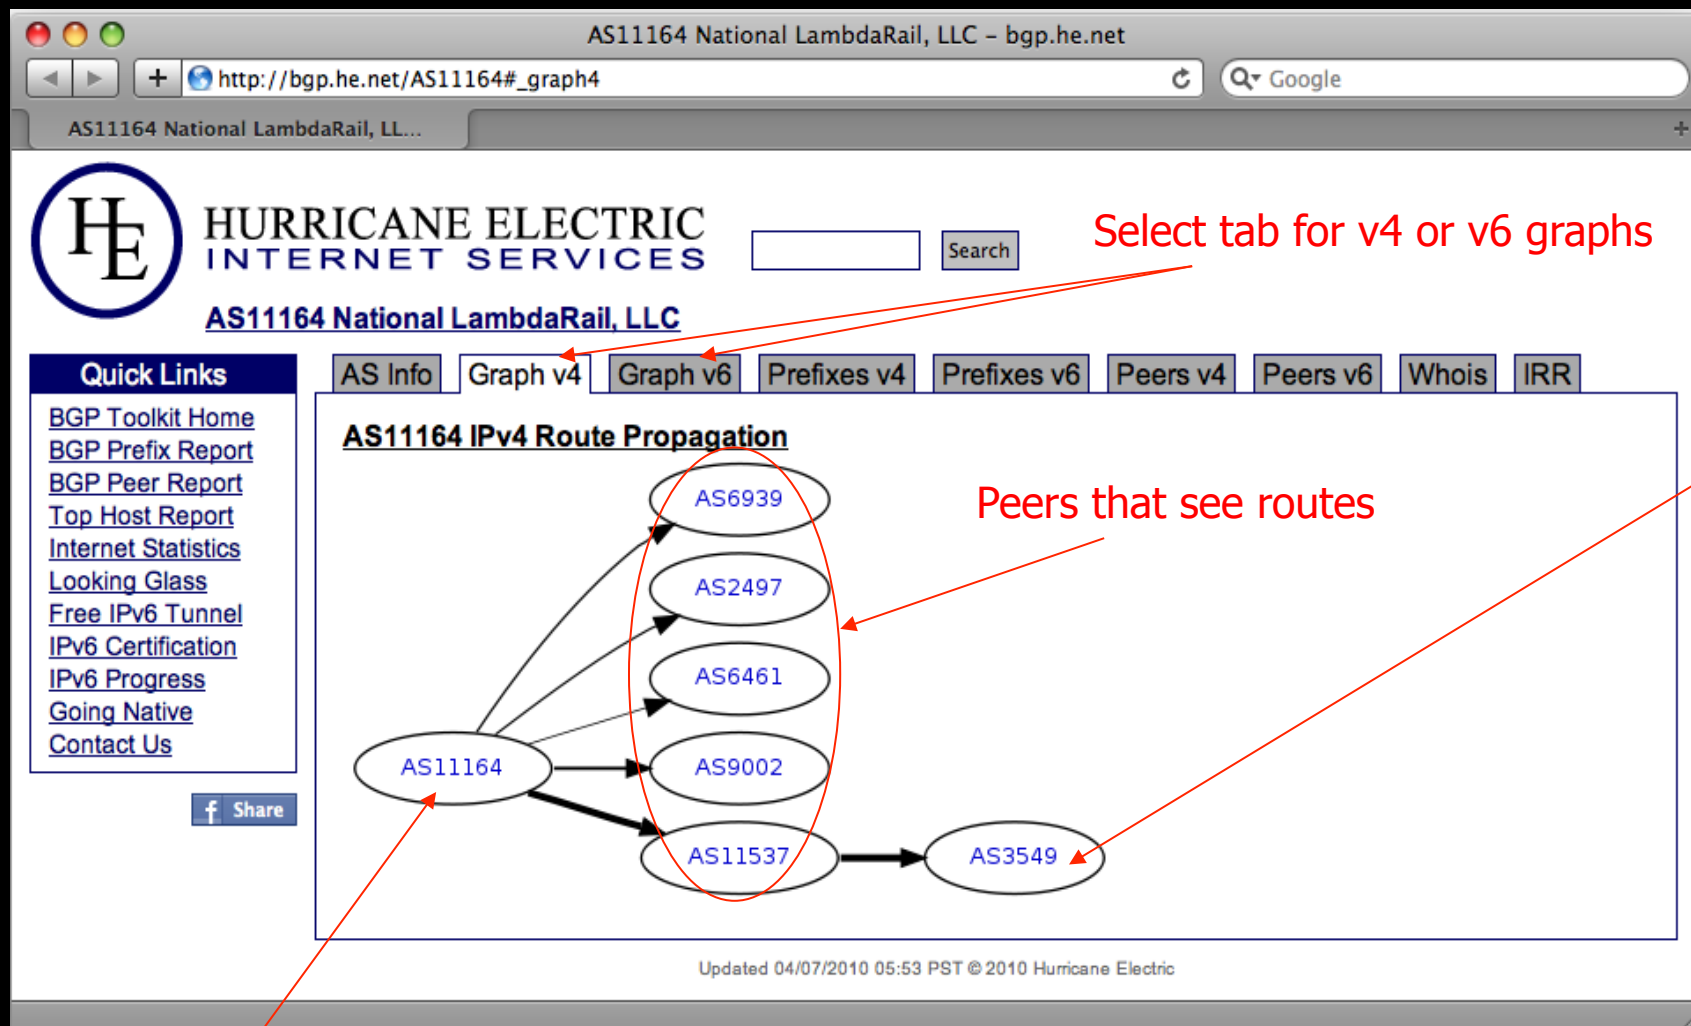 AS11164 National LambdaRail, LLC – bgp.he.net
+ http://bgp.he.net/AS11164#_graph4 Google
AS11164 National LambdaRail, LL... +
HE
HURRICANE ELECTRIC
INTERNET SERVICES
Search
Select tab for v4 or v6 graphs
AS11164 National LambdaRail, LLC
Quick Links
BGP Toolkit Home
BGP Prefix Report
BGP Peer Report
Top Host Report
Internet Statistics
Looking Glass
Free IPv6 Tunnel
IPv6 Certification
IPv6 Progress
Going Native
Contact Us
f Share
AS Info Graph v4 Graph v6 Prefixes v4 Prefixes v6 Peers v4 Peers v6 Whois IRR
AS11164 IPv4 Route Propagation
Peers that see routes
AS6939
AS2497
AS6461
AS11164 AS9002
AS11537 AS3549
Updated 04/07/2010 05:53 PST © 2010 Hurricane Electric